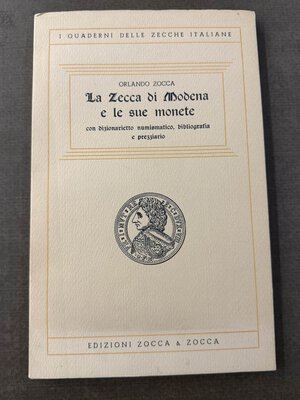 I QUADERNI DELLE ZECCHE ITALIANE
ORLANDO ZOCCA
La Zecca di Modena
e le sue monete
con dizionarietto numismatico, bibliografia
e prezziario
EDIZIONI ZOCCA & ZOCCA